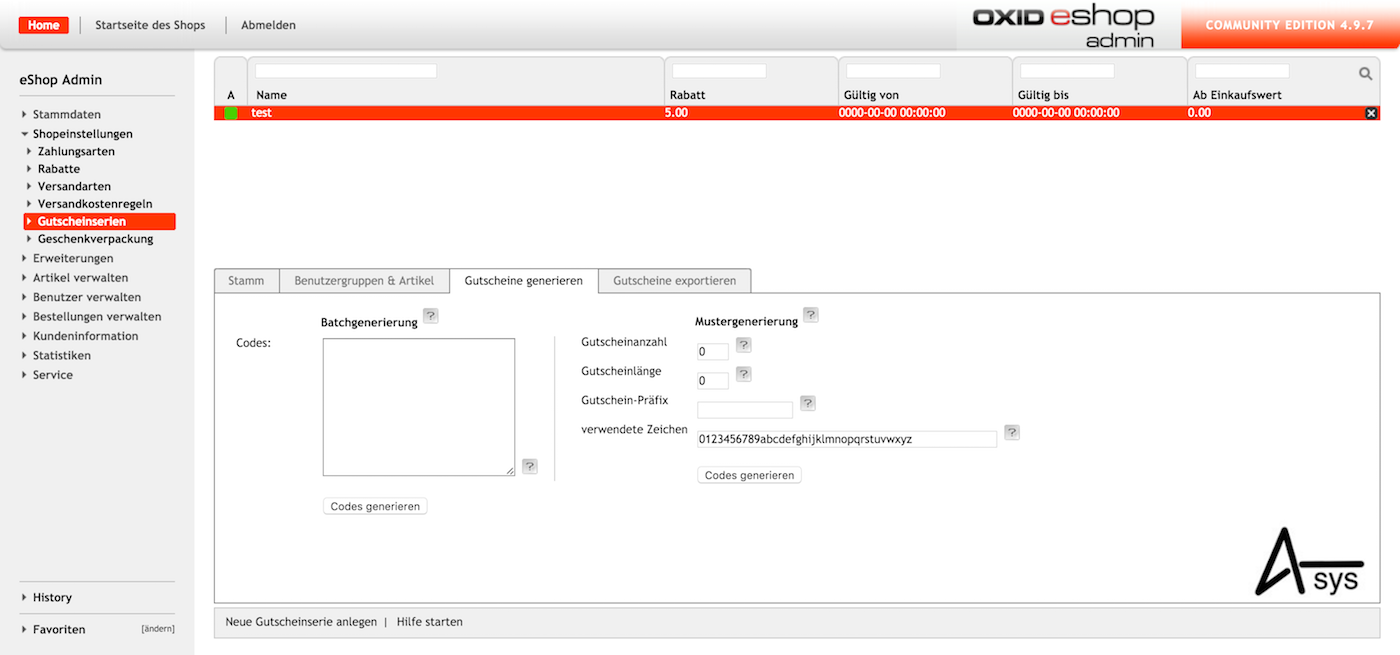 Home Startseite des Shops Abmelden
OXID eshop
admin
COMMUNITY EDITION 4.9.7
eShop Admin
Stammdaten
Shopeinstellungen
Zahlungsarten
Rabatte
Versandarten
Versandkostenregeln
Gutscheinserien
Geschenkverpackung
Erweiterungen
Artikel verwalten
Benutzer verwalten
Bestellungen verwalten
Kundeninformation
Statistiken
Service
History
Favoriten [ändern]
A Name Rabatt Gültig von Gültig bis Ab Einkaufswert
test 5.00 0000-00-00 00:00:00 0000-00-00 00:00:00 0.00
Stamm Benutzergruppen & Artikel Gutscheine generieren Gutscheine exportieren
Batchgenerierung ?
Codes:
?
Codes generieren
Mustergenerierung ?
Gutscheinanzahl 0 ?
Gutscheinlänge 0 ?
Gutschein-Präfix ?
verwendete Zeichen 0123456789abcdefghijklmnopqrstuvwxyz ?
Codes generieren
A-sys
Neue Gutscheinserie anlegen | Hilfe starten